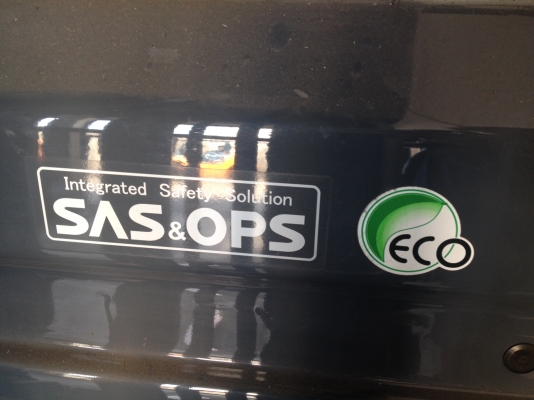 Integrated Safety Solution
SAS&OPS
ECO